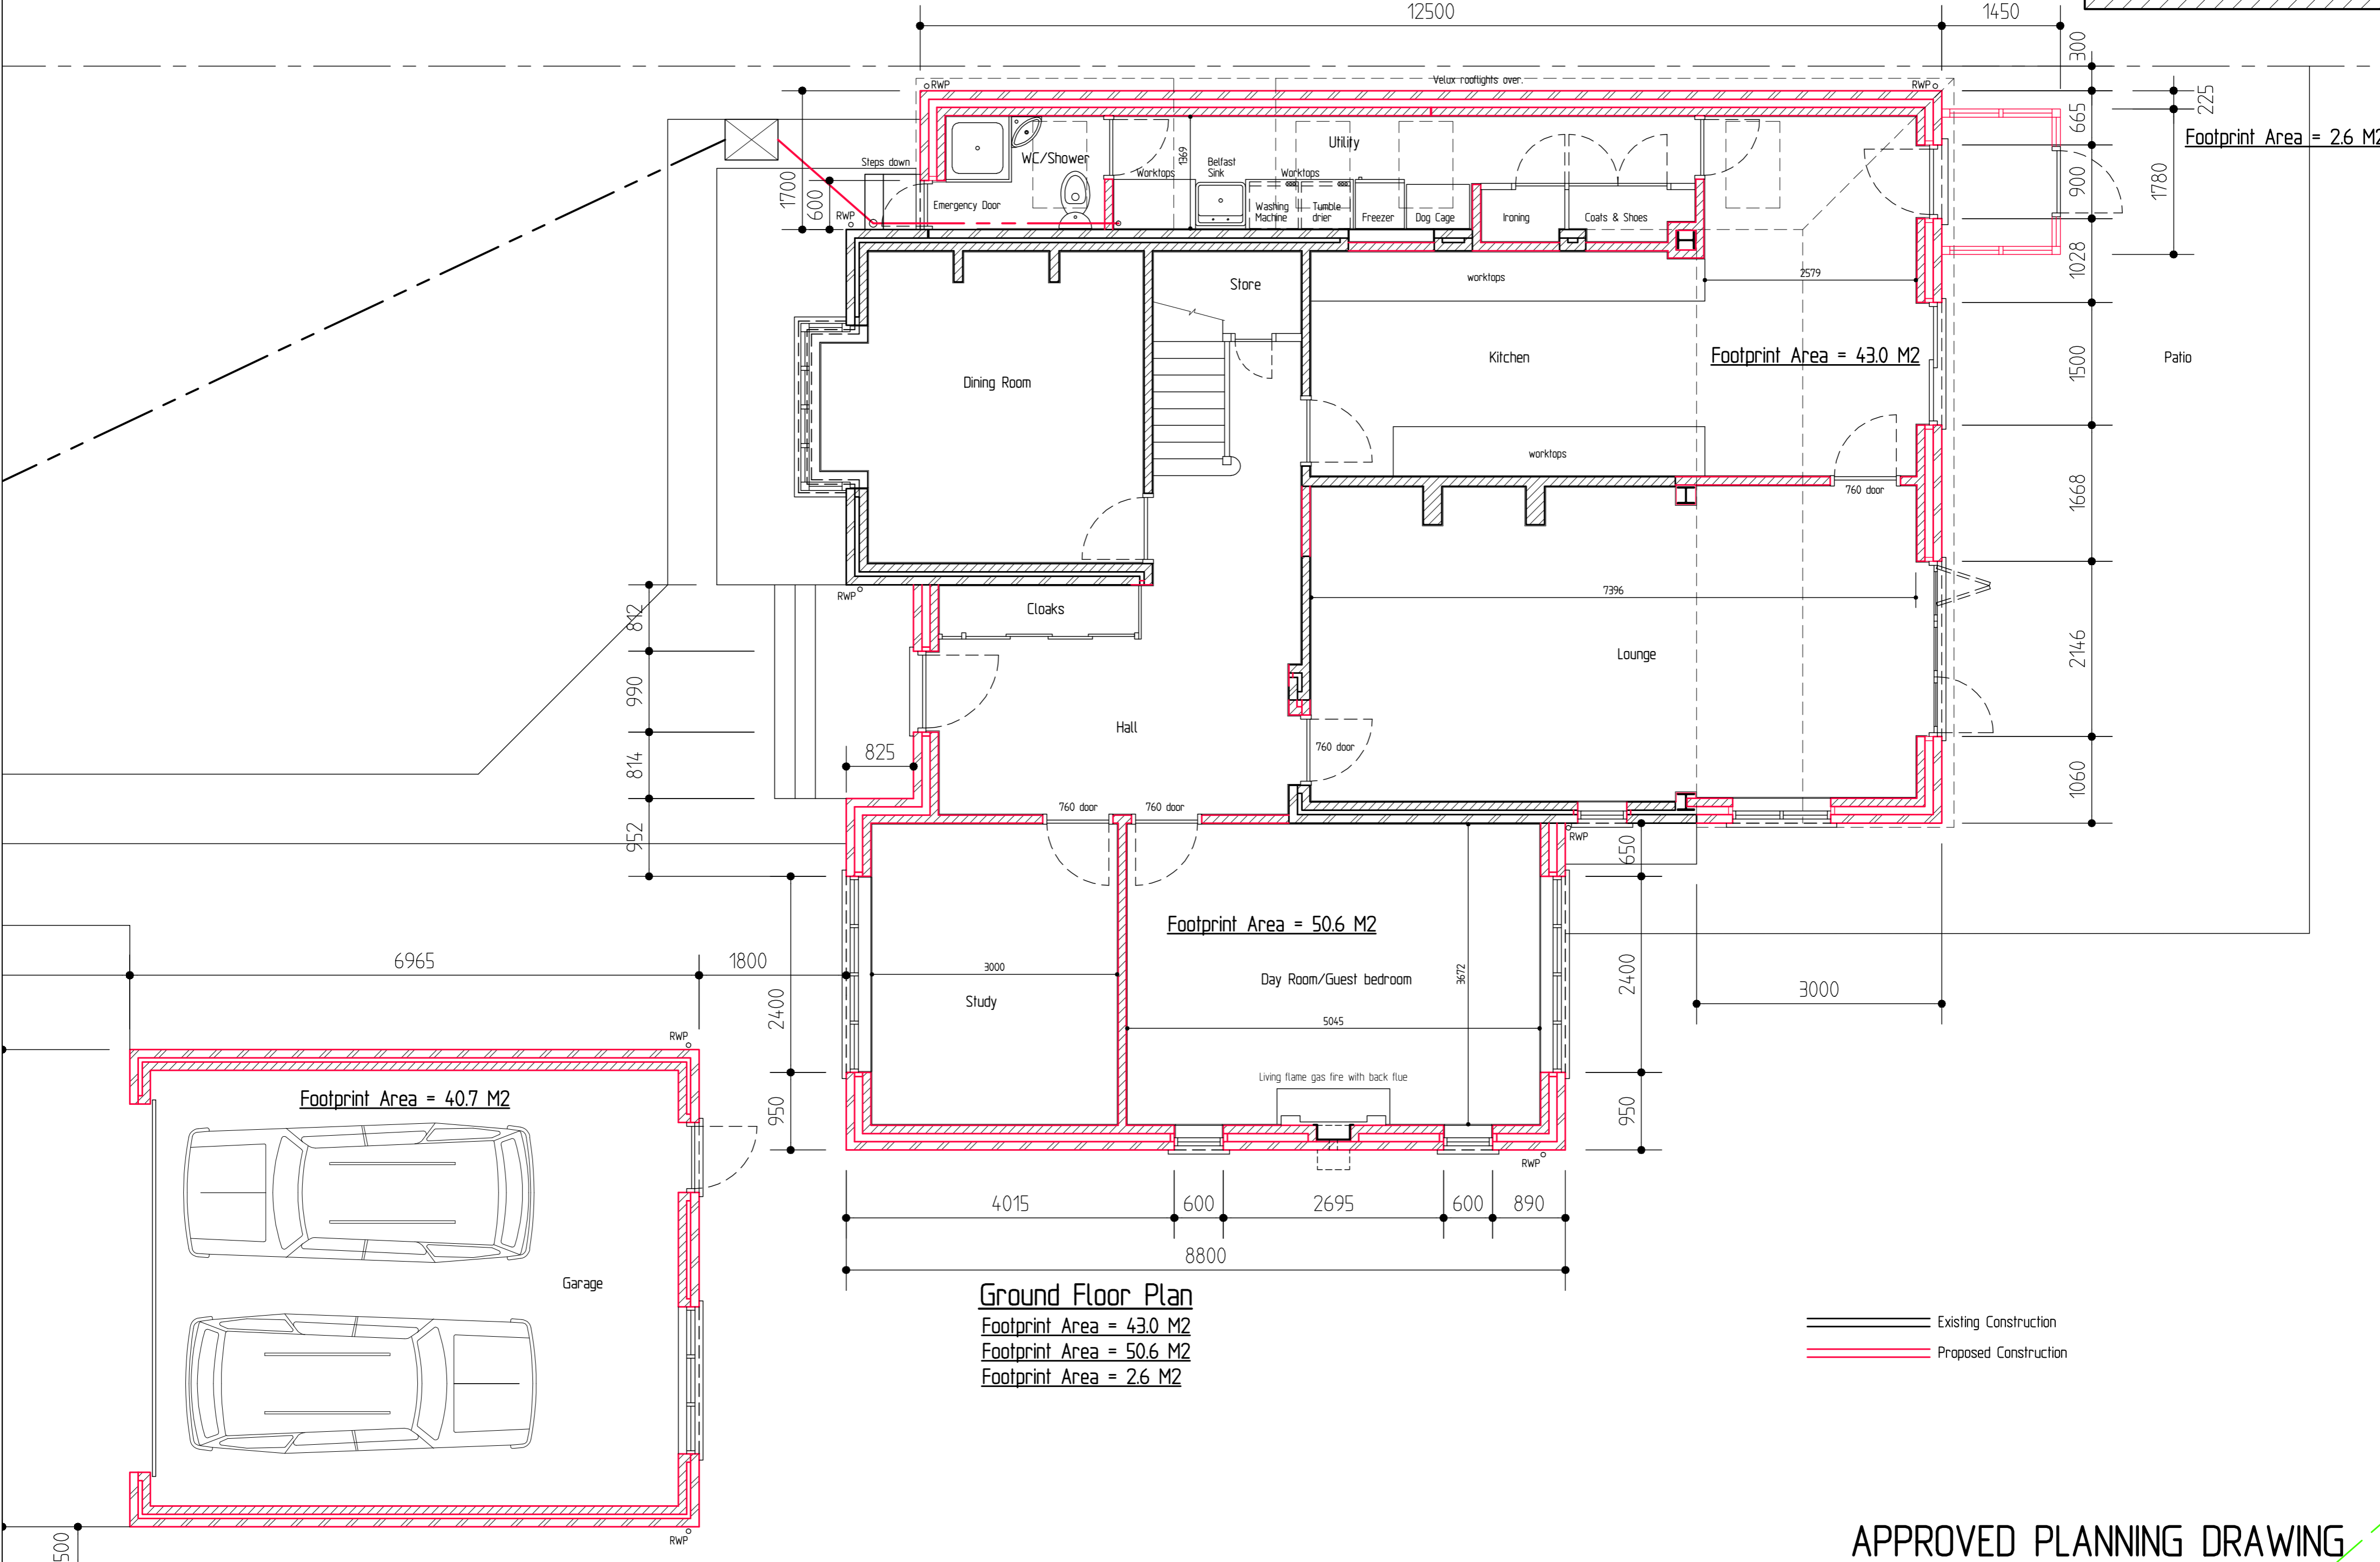 12500
1450
300
RWP
Velux rooflights over.
RWP
225
665
Footprint Area = 2.6 M2
WC/Shower
Utility
1369
Steps down
Worktops
Belfast
Sink
Worktops
1700
600
900
1780
Emergency Door
Washing
Machine
Tumble
drier
Freezer
Dog Cage
Ironing
Coats & Shoes
RWP
1028
2579
worktops
Store
Kitchen
Footprint Area = 43.0 M2
1500
Patio
Dining Room
worktops
760 door
1668
RWP
Cloaks
7396
812
Lounge
2146
990
Hall
760 door
814
825
1060
760 door
760 door
952
RWP
650
Footprint Area = 50.6 M2
6965
1800
3000
3672
Day Room/Guest bedroom
2400
2400
3000
Study
5045
RWP
Living flame gas fire with back flue
Footprint Area = 40.7 M2
950
950
RWP
4015
600
2695
600
890
8800
Garage
Ground Floor Plan
Footprint Area = 43.0 M2
Footprint Area = 50.6 M2
Footprint Area = 2.6 M2
Existing Construction
Proposed Construction
RWP
500
APPROVED PLANNING DRAWING